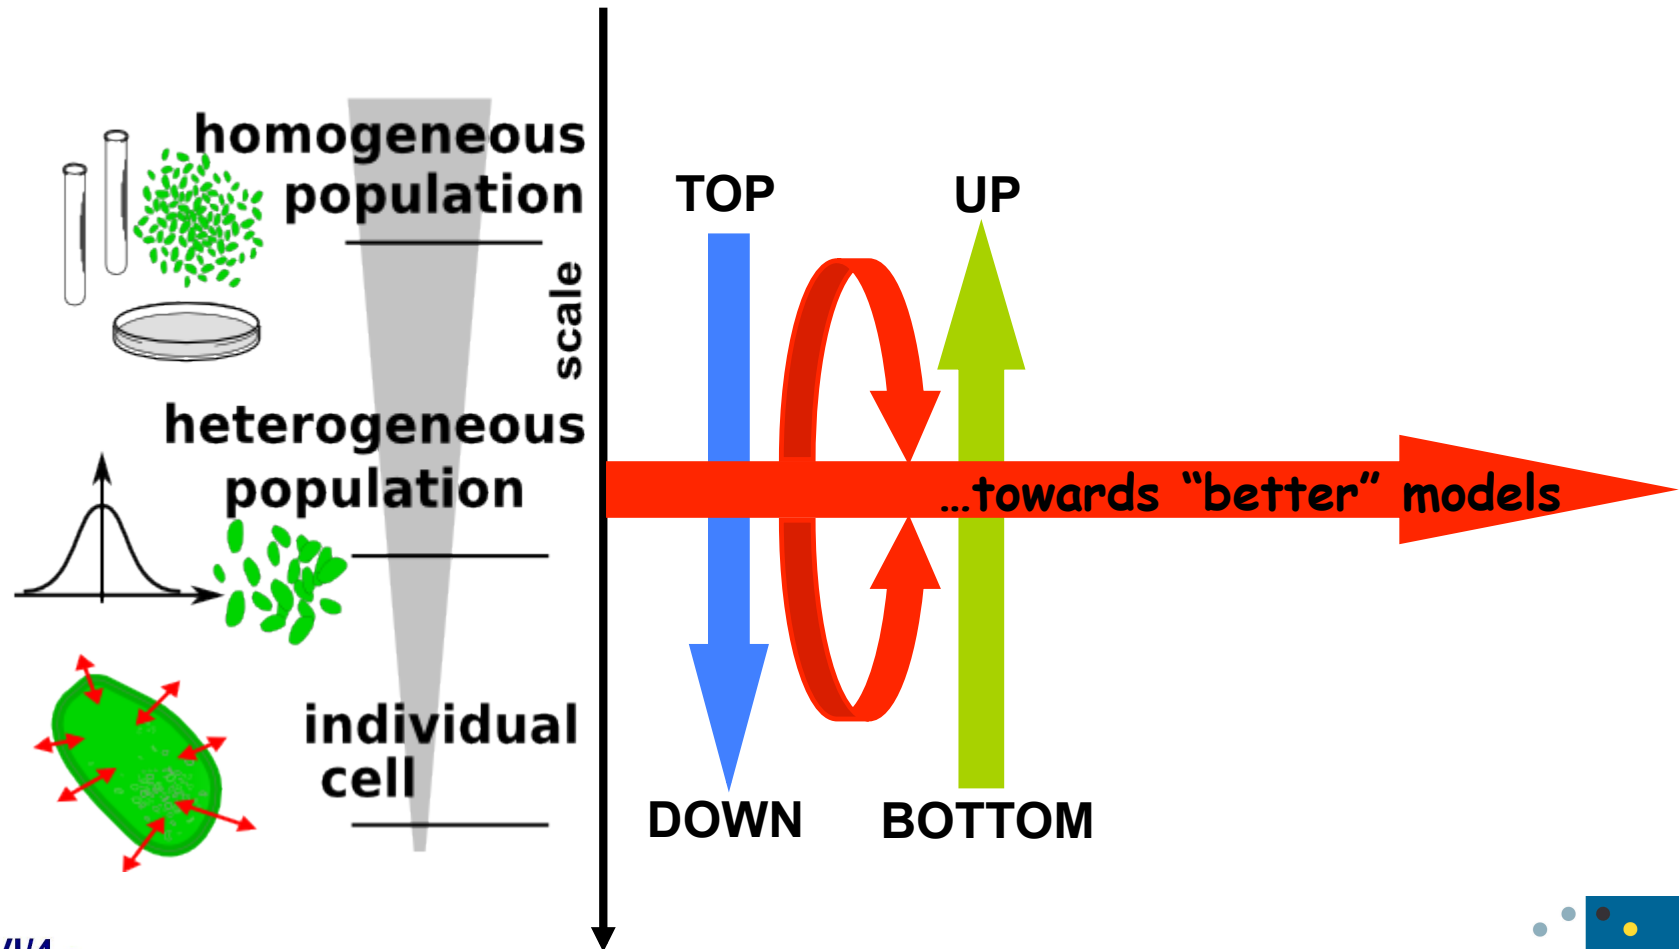 homogeneous
population
scale
heterogeneous
population
individual
cell
TOP
UP
...towards “better” models
DOWN
BOTTOM